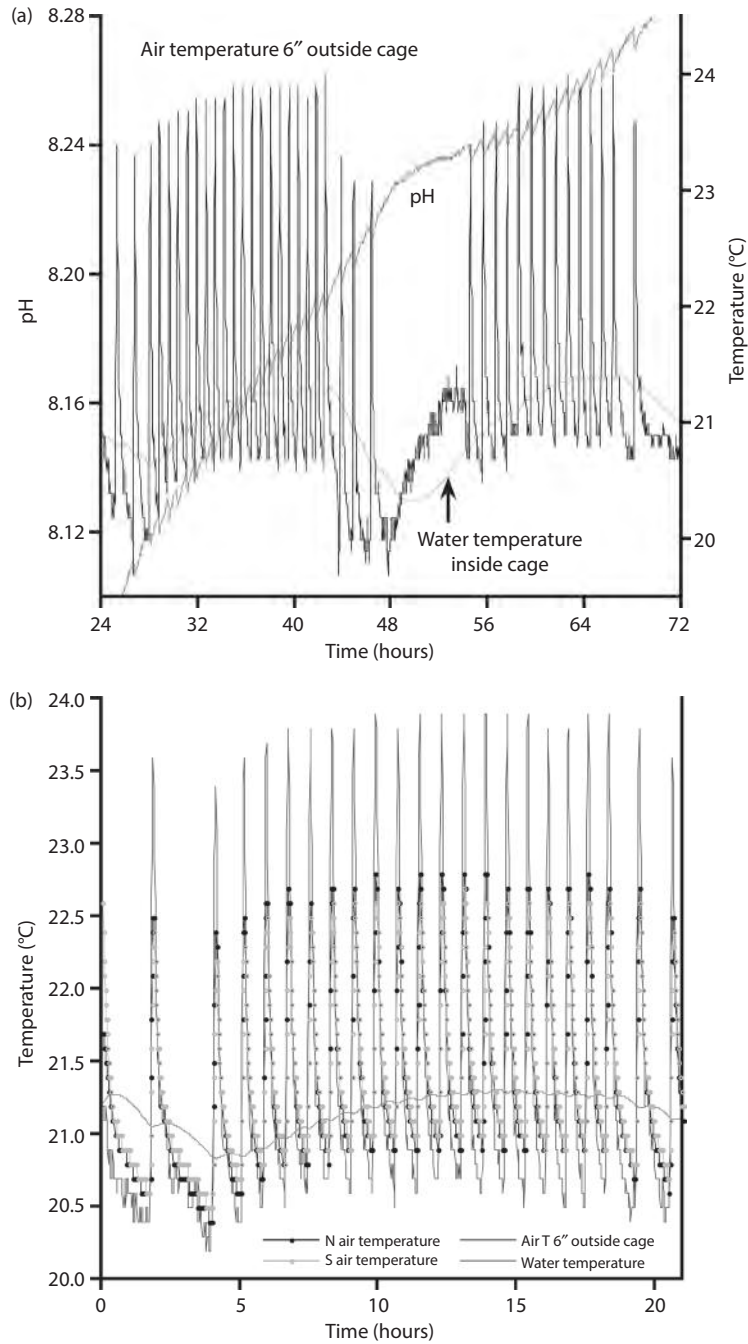 (a)
8.28
8.24
8.20
8.16
8.12
pH
Air temperature 6″ outside cage
pH
Water temperature
inside cage
24
23
22
21
20
Temperature (°C)
24 32 40 48 56 64 72
Time (hours)
(b)
24.0
23.5
23.0
22.5
22.0
21.5
21.0
20.5
20.0
Temperature (°C)
N air temperature
S air temperature
Air T 6″ outside cage
Water temperature
0 5 10 15 20
Time (hours)